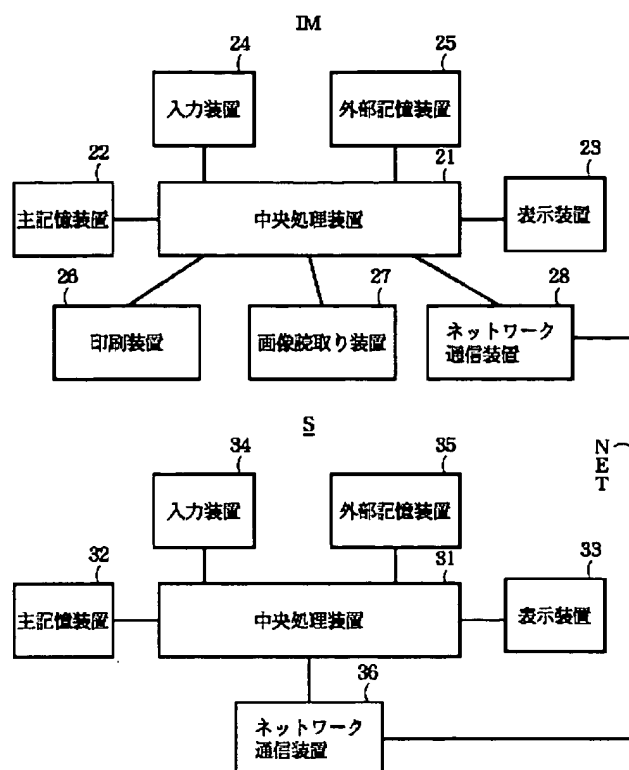 IM
24
25
入力装置
外部記憶装置
22
21
23
主記憶装置
中央処理装置
表示装置
26
27
28
印刷装置
画像読取り装置
ネットワーク
通信装置
S
NET
34
35
入力装置
外部記憶装置
32
31
33
主記憶装置
中央処理装置
表示装置
36
ネットワーク
通信装置